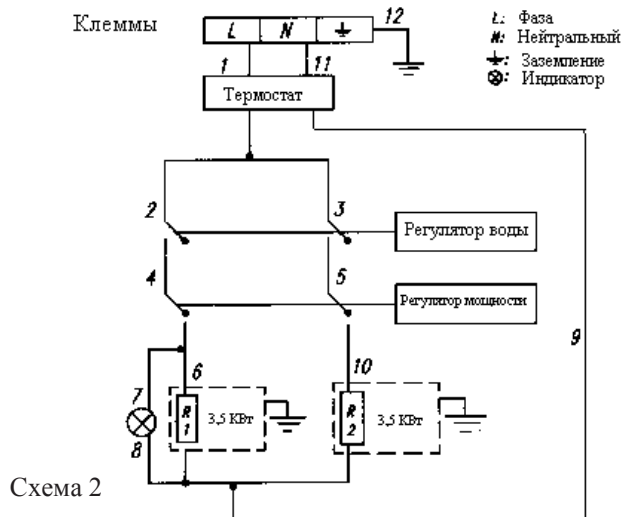 Клеммы
L N
12
L: Фаза
N: Нейтральный
Заземление
Индикатор
1 11
Термостат
2 3
Регулятор воды
4 5
Регулятор мощности
9
6 10
7
R 1
3,5 КВт
R 2
3,5 КВт
8
Схема 2